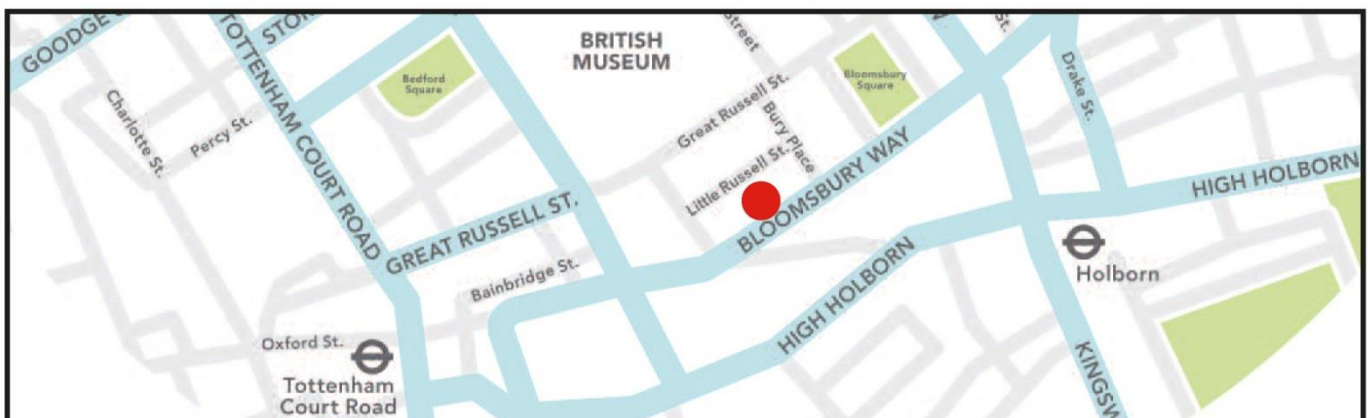 GOODGE
TOTTENHAM COURT ROAD
BRITISH
MUSEUM
Street
St.
Drake St.
Bedford
Square
Bloomsbury
Square
Charlotte St.
Percy St.
Great Russell St.
Bury Place
Little Russell St.
BLOOMSBURY WAY
HIGH HOLBORN
GREAT RUSSELL ST.
Bainbridge St.
HIGH HOLBORN
Holborn
Oxford St.
Tottenham
Court Road